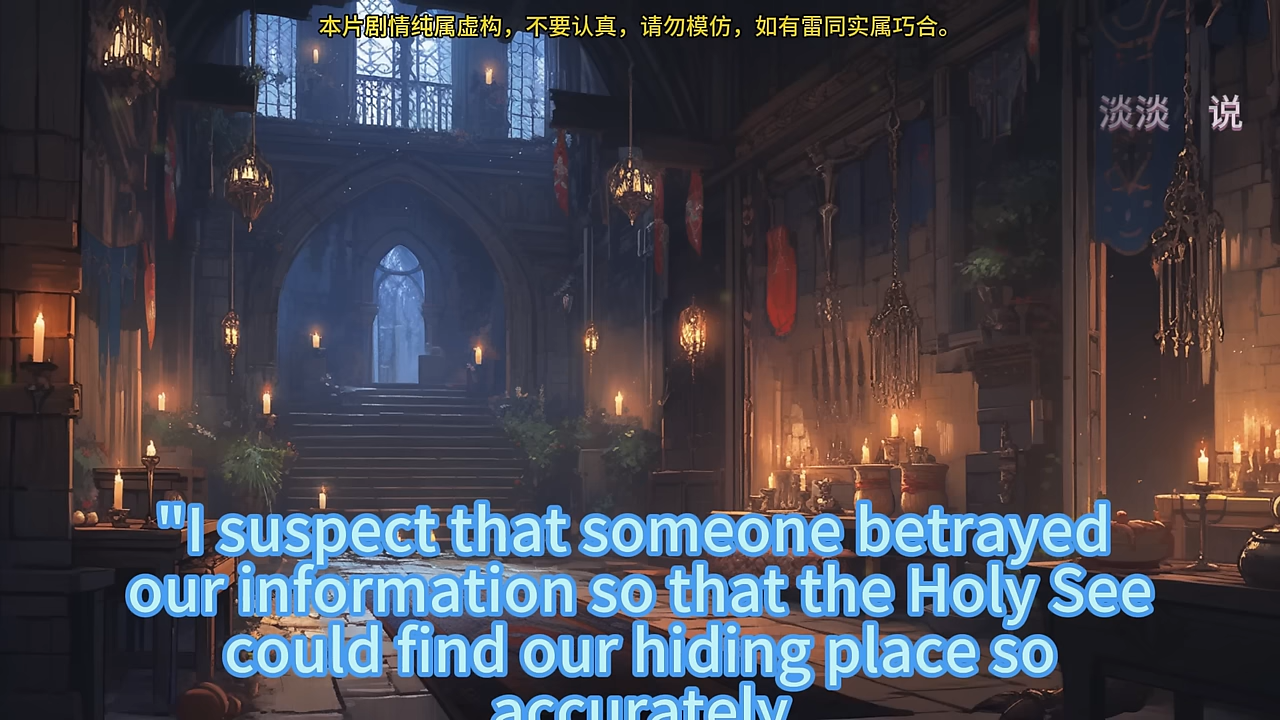 本片剧情纯属虚构，不要认真，请勿模仿，如有雷同实属巧合。
淡淡 说
"I suspect that someone betrayed
our information so that the Holy See
could find our hiding place so
accurately